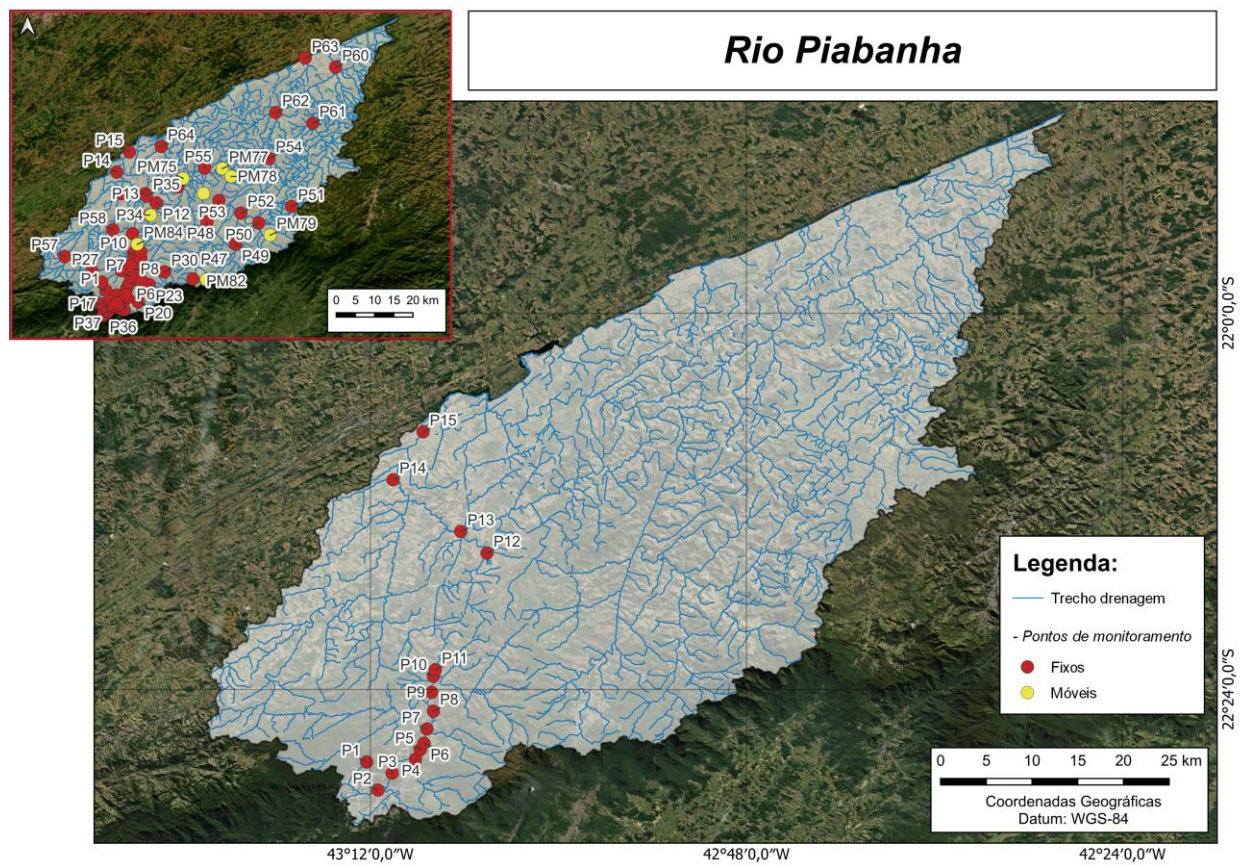 Rio Piabanha
P63
P60
P62
P61
P15
P64
P54
P14
PM75
P55
PM77
PM78
P13
P35
P51
P58
P34
P12
P53
P52
PM79
P57
P10
PM84
P48
P50
P27
P7
P8
P30
P47
P49
P1
PM82
P17
P6
P23
P37
P36
P20
0 5 10 15 20 km
P15
P14
P13
P12
P10
P11
P9
P8
P7
P5
P6
P1
P3
P4
P2
22°0'0,0"S
22°24'0,0"S
Legenda:
Trecho drenagem
- Pontos de monitoramento
Fixos
Móveis
0 5 10 15 20 25 km
Coordenadas Geográficas
Datum: WGS-84
43°12'0,0"W
42°48'0,0"W
42°24'0,0"W